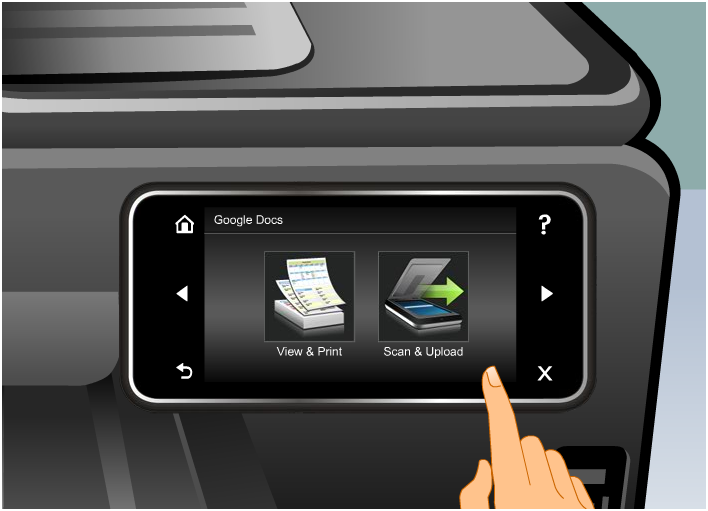 Google Docs
?
View & Print
Scan & Upload
X